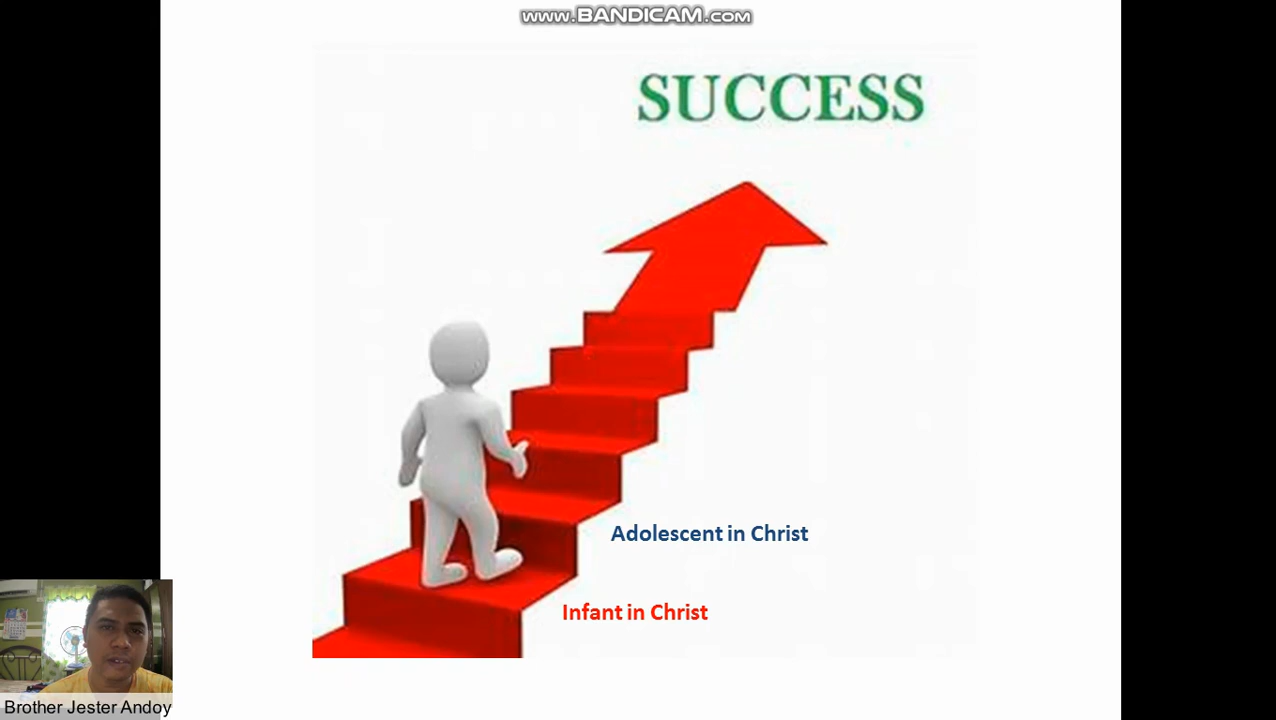 www.BANDICAM.com
SUCCESS
Adolescent in Christ
Infant in Christ
Brother Jester Andoy